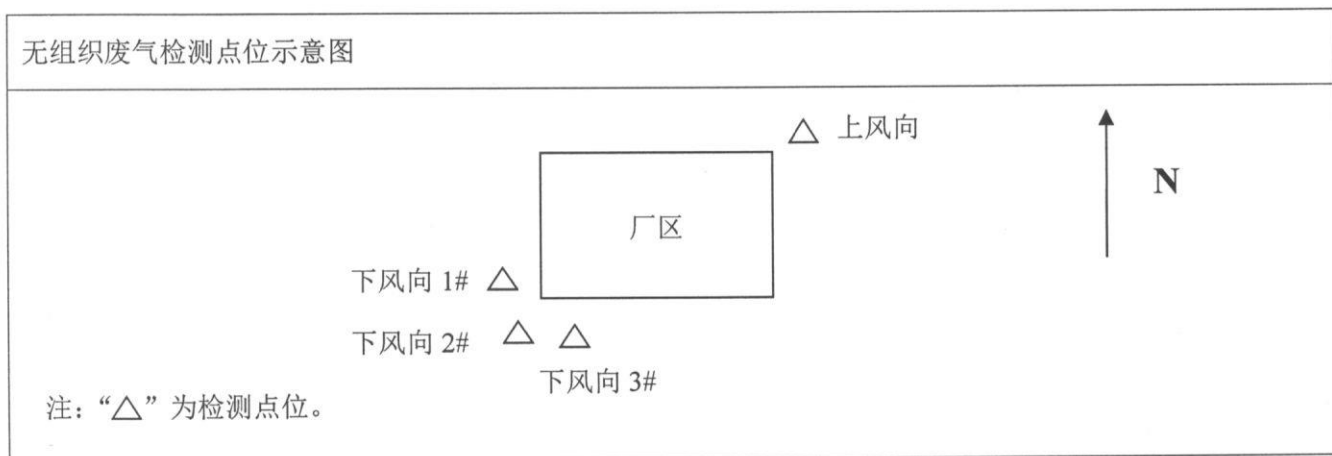 无组织废气检测点位示意图
△ 上风向
N
厂区
下风向 1# △
下风向 2# △ △
下风向 3#
注：“△”为检测点位。